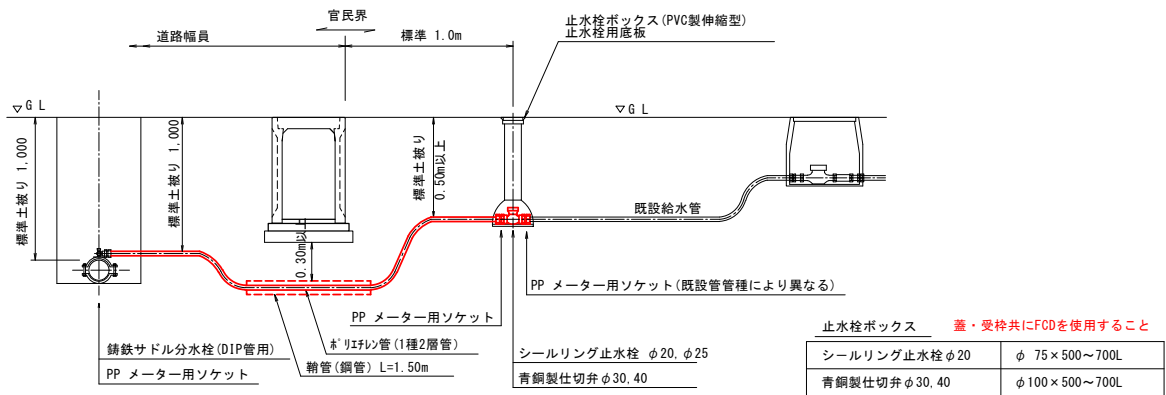 官民界
道路幅員
標準 1.0m
止水栓ボックス(PVC製伸縮型)
止水栓用底板
▽GL
▽GL
標準土被り 1,000
標準土被り 1,000
標準土被り
0.50m以上
0.30m以上
既設給水管
PP メーター用ソケット(既設管管種により異なる)
PP メーター用ソケット
鋳鉄サドル分水栓(DIP管用)
PP メーター用ソケット
ポリエチレン管(1種2層管)
鞘管(鋼管) L=1.50m
シールリング止水栓 φ20,φ25
青銅製仕切弁φ30,40
止水栓ボックス 蓋・受枠共にFCDを使用すること
シールリング止水栓φ20 φ 75×500~700L
青銅製仕切弁φ30,40 φ100×500~700L